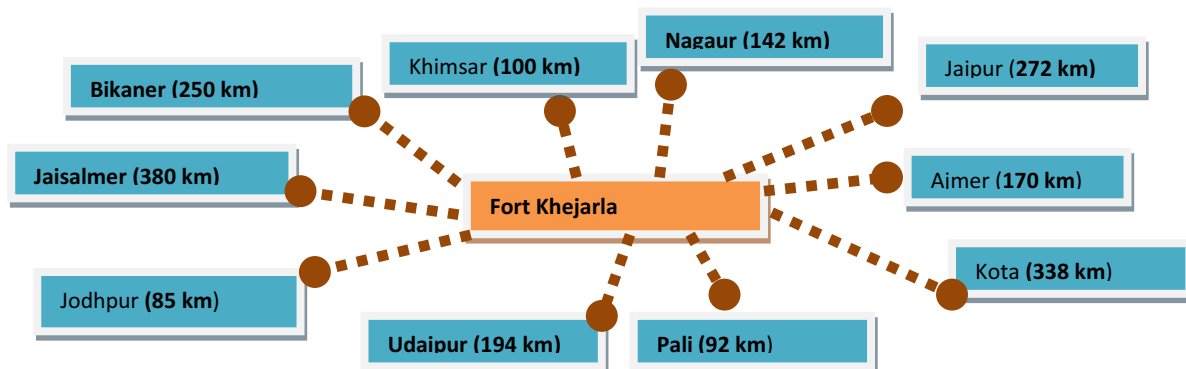 Nagaur (142 km)
Khimsar (100 km)
Jaipur (272 km)
Bikaner (250 km)
Jaisalmer (380 km)
Ajmer (170 km)
Fort Khejarla
Kota (338 km)
Jodhpur (85 km)
Udaipur (194 km)
Pali (92 km)